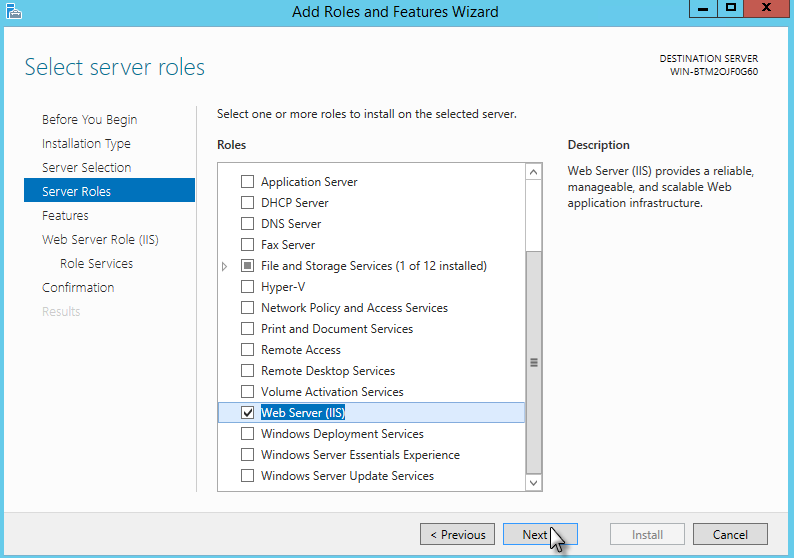 Add Roles and Features Wizard
Select server roles
DESTINATION SERVER
WIN-BTM2OJF0G60
Before You Begin
Installation Type
Server Selection
Server Roles
Features
Web Server Role (IIS)
Role Services
Confirmation
Results
Select one or more roles to install on the selected server.
Roles
Application Server
DHCP Server
DNS Server
Fax Server
File and Storage Services (1 of 12 installed)
Hyper-V
Network Policy and Access Services
Print and Document Services
Remote Access
Remote Desktop Services
Volume Activation Services
Web Server (IIS)
Windows Deployment Services
Windows Server Essentials Experience
Windows Server Update Services
Description
Web Server (IIS) provides a reliable,
manageable, and scalable Web
application infrastructure.
< Previous
Next
Install
Cancel